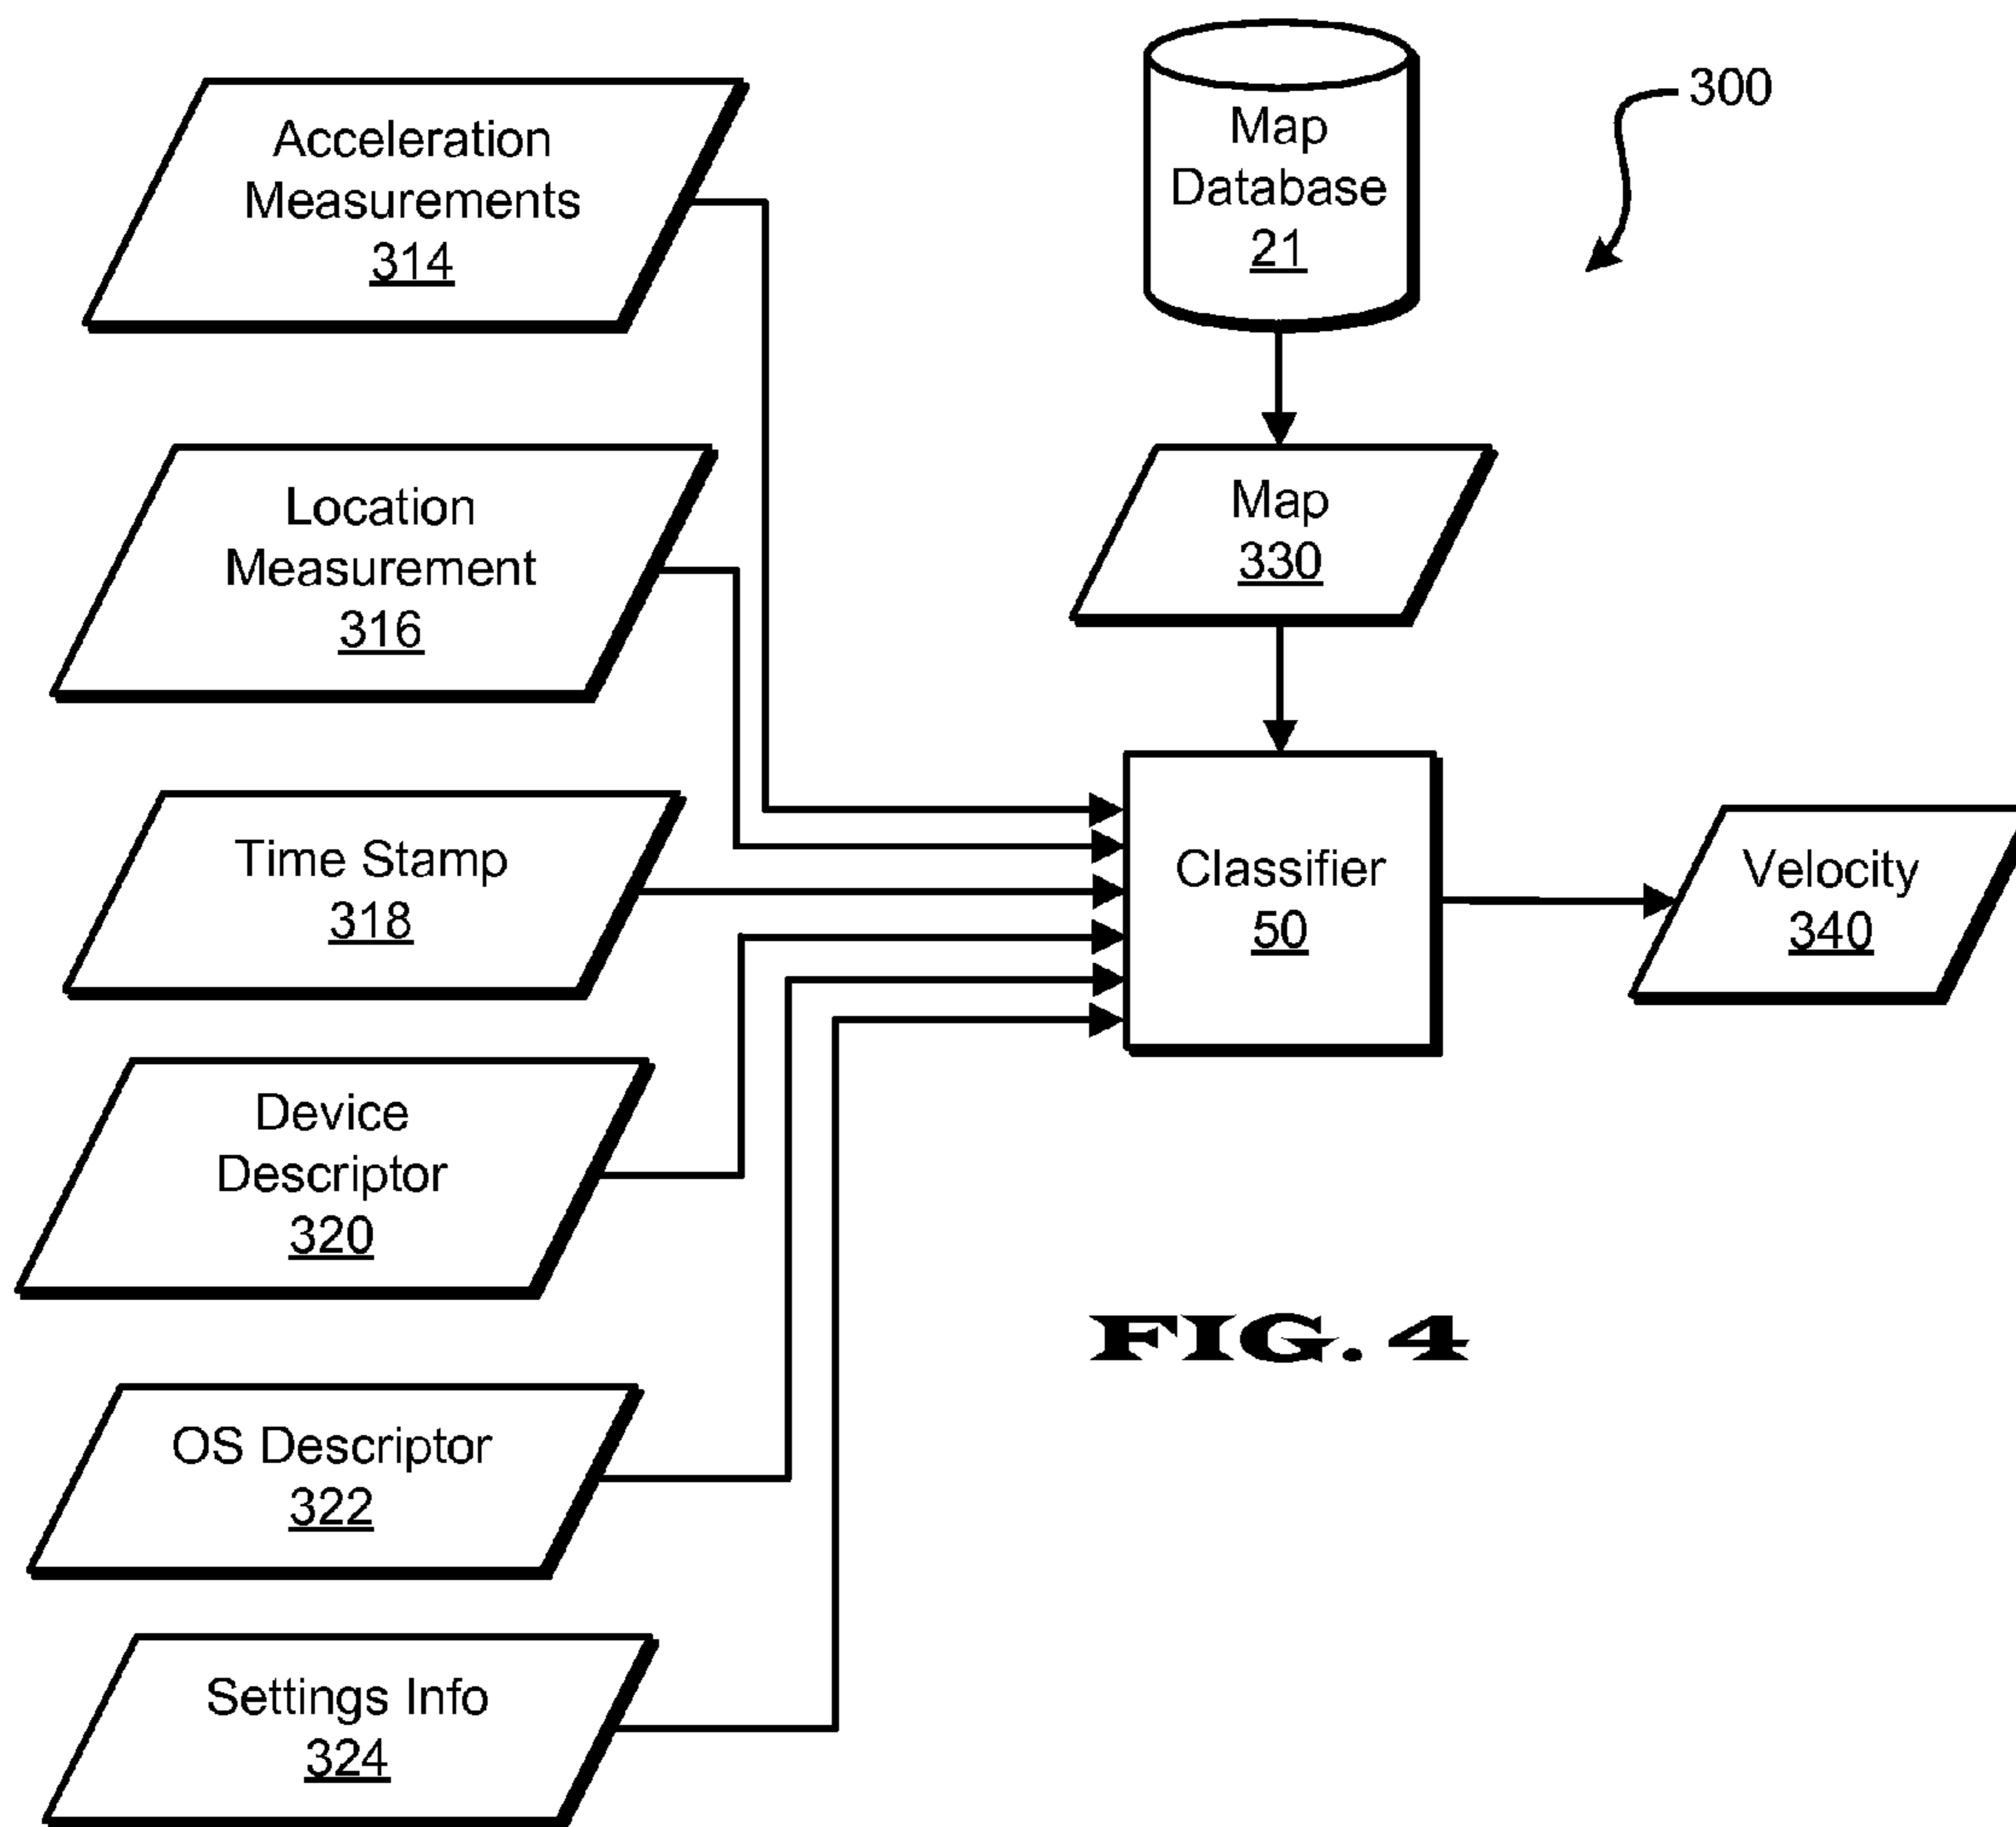 Acceleration
Measurements
314
Map
Database
21
300
Location
Measurement
316
Map
330
Time Stamp
318
Classifier
50
Velocity
340
Device
Descriptor
320
FIG. 4
OS Descriptor
322
Settings Info
324